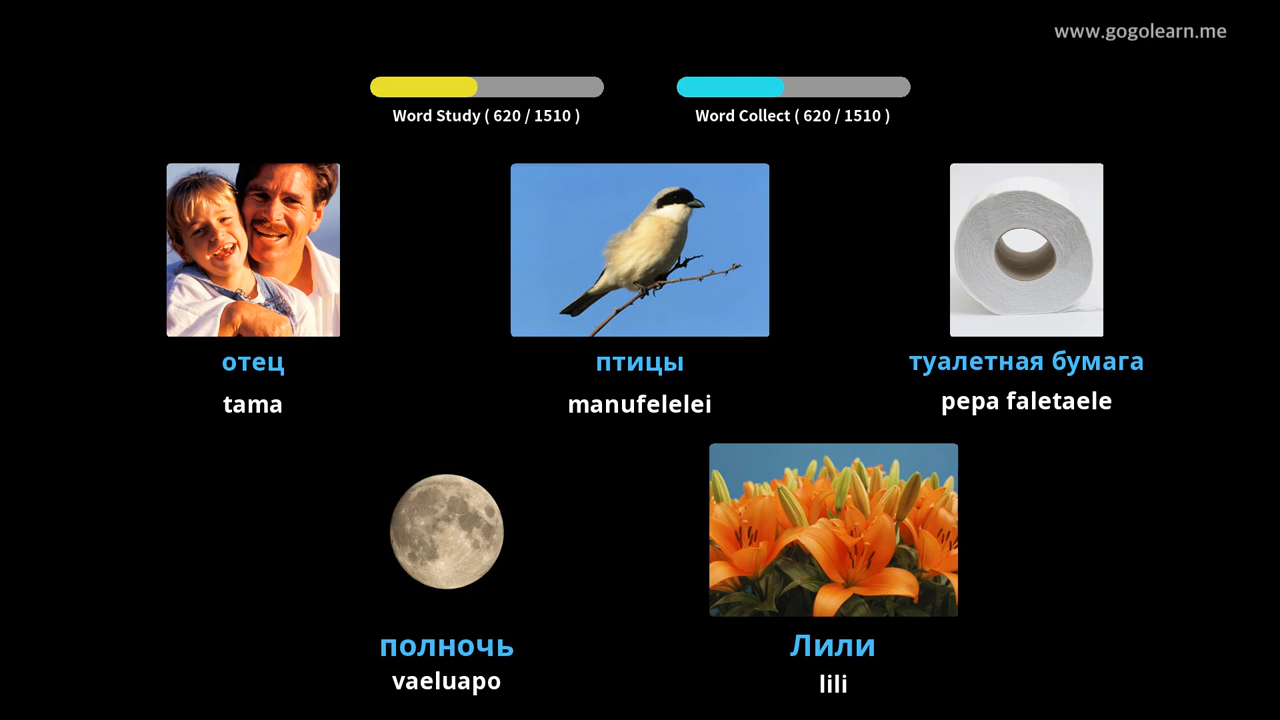 www.gogolearn.me
Word Study ( 620 / 1510 )
Word Collect ( 620 / 1510 )
отец
птицы
туалетная бумага
tama
manufelelei
pepa faletaele
полночь
Лили
vaeluapo
lili